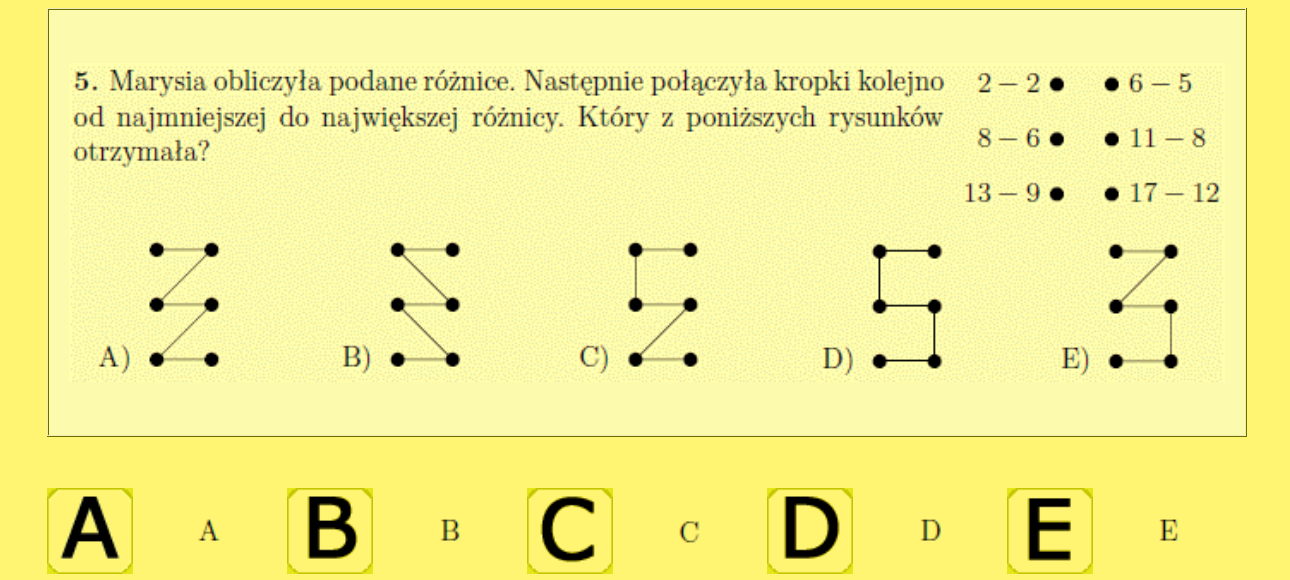 5. Marysia obliczyła podane różnice. Następnie połączyła kropki kolejno
od najmniejszej do największej różnicy. Który z poniższych rysunków
otrzymała?
2 − 2 ● ● 6 − 5
8 − 6 ● ● 11 − 8
13 − 9 ● ● 17 − 12
A) B) C) D) E)
A A B B C C D D E E